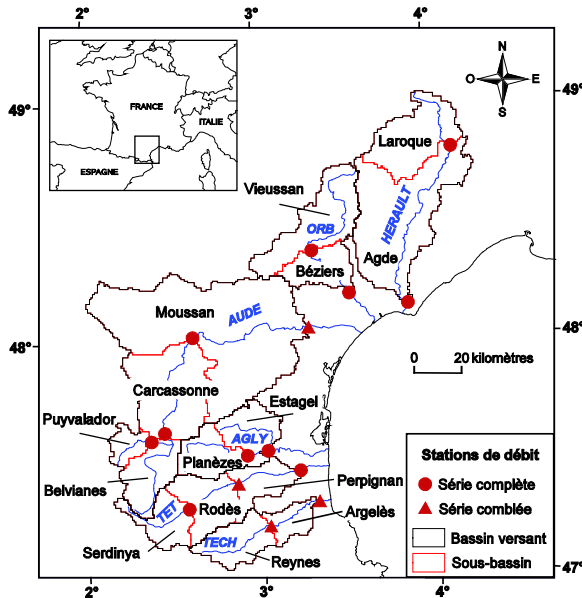 2° 3° 4°
49° 49°
N
O E
S
FRANCE
ITALIE
ESPAGNE
Laroque
Vieussan
HERAULT
ORB
Agde
Béziers
Moussan
AUDE
48° 48°
0 20 kilomètres
Carcassonne
Estagel
Puyvalador
AGLY
Planèzes
Belvianes
Perpignan
TET
Rodès
Argelès
Serdinya
TECH
Reynes
Stations de débit
Série complète
Série comblée
Bassin versant
Sous-bassin
47°
2° 3° 4°